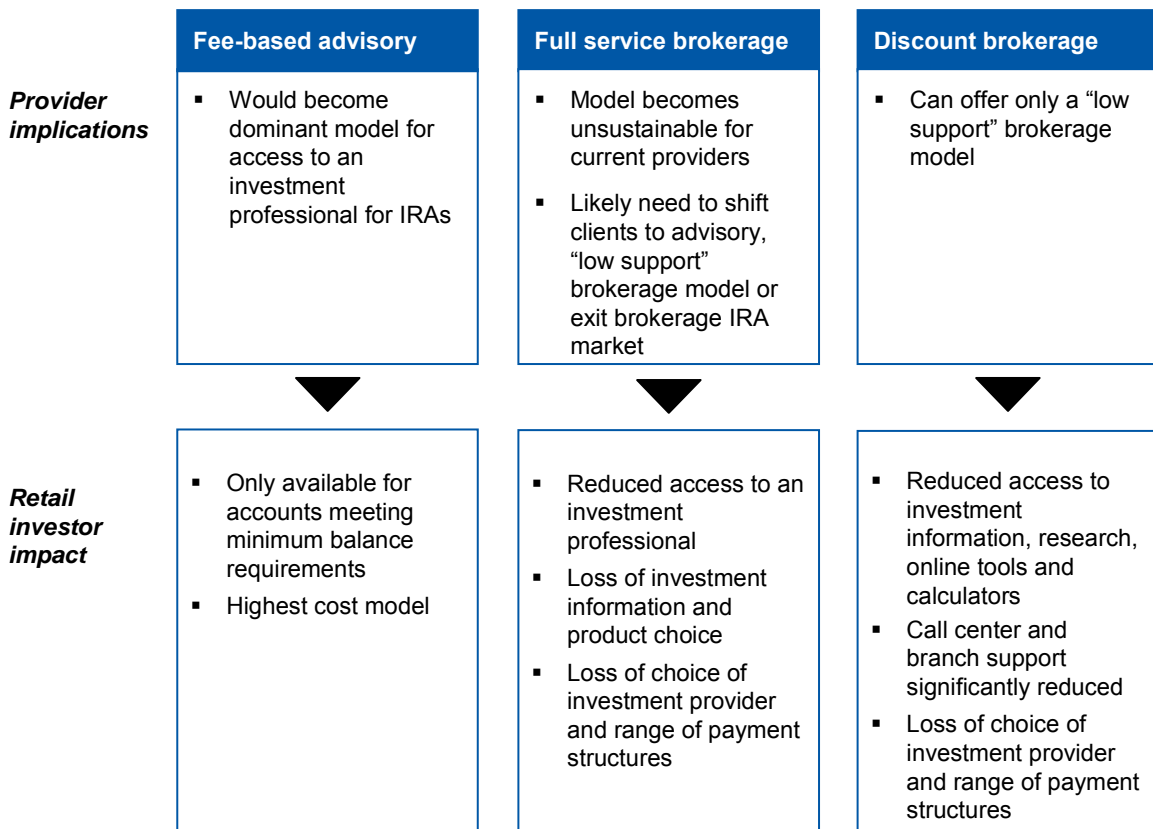 Fee-based advisory
Full service brokerage
Discount brokerage
Provider
implications
▪ Would become
dominant model for
access to an
investment
professional for IRAs
▪ Model becomes
unsustainable for
current providers
▪ Likely need to shift
clients to advisory,
“low support”
brokerage model or
exit brokerage IRA
market
▪ Can offer only a “low
support” brokerage
model
Retail
investor
impact
▪ Only available for
accounts meeting
minimum balance
requirements
▪ Highest cost model
▪ Reduced access to an
investment
professional
▪ Loss of investment
information and
product choice
▪ Loss of choice of
investment provider
and range of payment
structures
▪ Reduced access to
investment
information, research,
online tools and
calculators
▪ Call center and
branch support
significantly reduced
▪ Loss of choice of
investment provider
and range of payment
structures